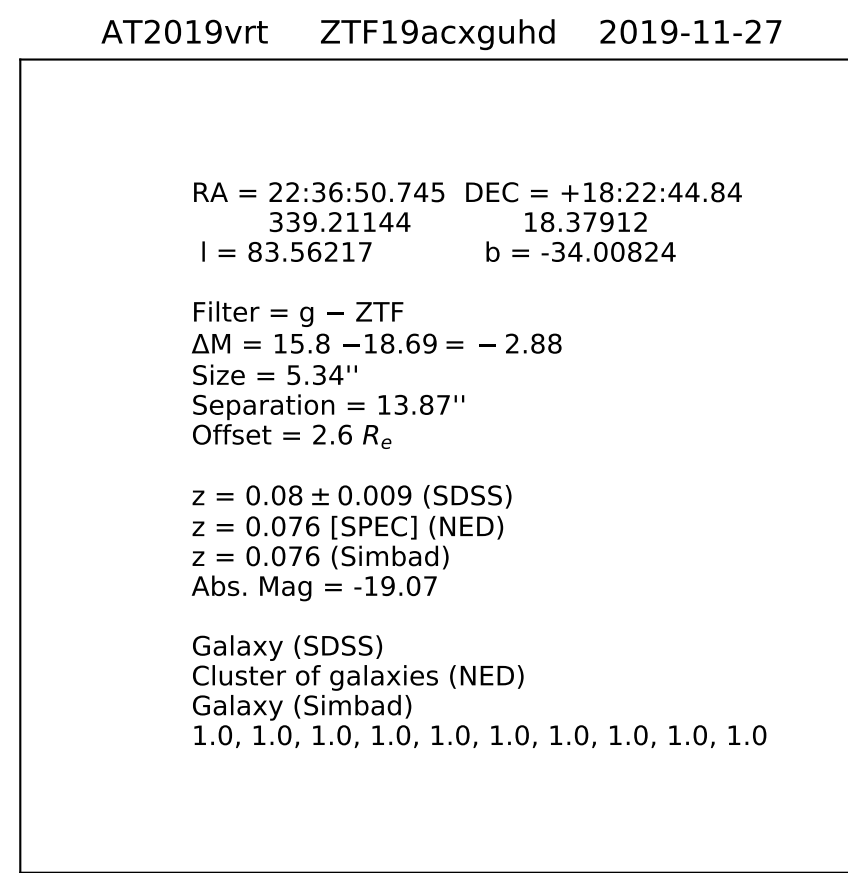 AT2019vrt ZTF19acxguhd 2019-11-27
RA = 22:36:50.745 DEC = +18:22:44.84
339.21144 18.37912
l = 83.56217 b = -34.00824
Filter = g − ZTF
ΔM = 15.8 −18.69 = − 2.88
Size = 5.34''
Separation = 13.87''
Offset = 2.6 Rₑ
z = 0.08 ± 0.009 (SDSS)
z = 0.076 [SPEC] (NED)
z = 0.076 (Simbad)
Abs. Mag = -19.07
Galaxy (SDSS)
Cluster of galaxies (NED)
Galaxy (Simbad)
1.0, 1.0, 1.0, 1.0, 1.0, 1.0, 1.0, 1.0, 1.0, 1.0